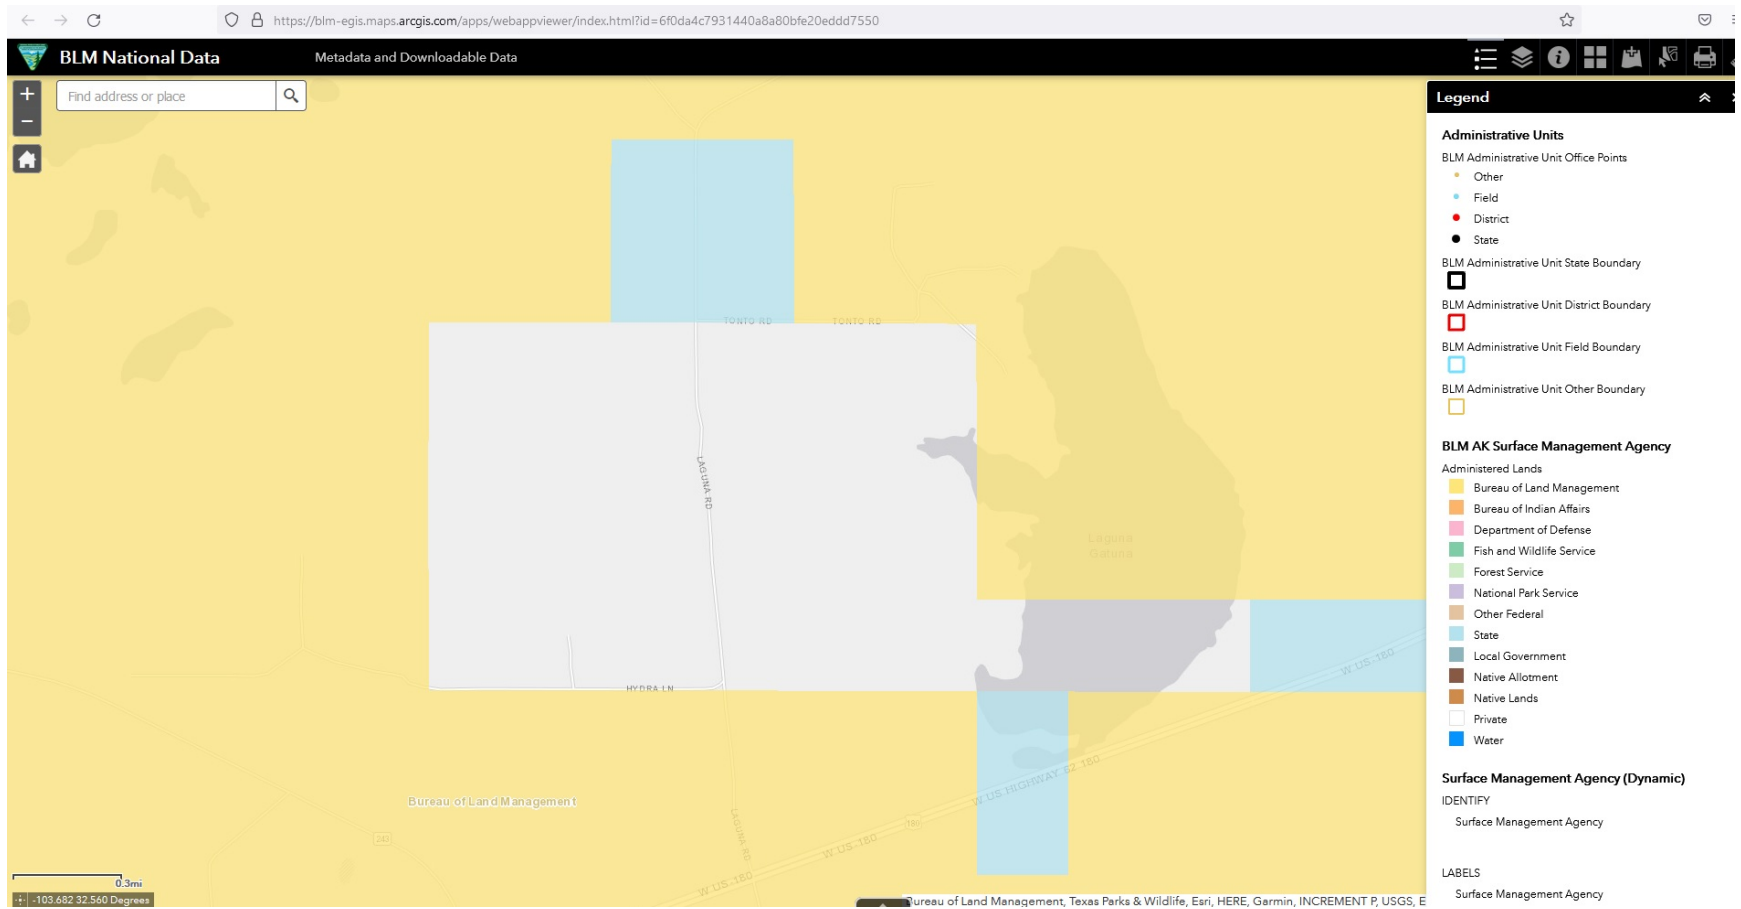 https://blm-egis.maps.arcgis.com/apps/webappviewer/index.html?id=6f0da4c7931440a8a80bfe20eddd7550
BLM National Data
Metadata and Downloadable Data
Find address or place
Legend
Administrative Units
BLM Administrative Unit Office Points
Other
Field
District
State
BLM Administrative Unit State Boundary
BLM Administrative Unit District Boundary
BLM Administrative Unit Field Boundary
BLM Administrative Unit Other Boundary
BLM AK Surface Management Agency
Administered Lands
Bureau of Land Management
Bureau of Indian Affairs
Department of Defense
Fish and Wildlife Service
Forest Service
National Park Service
Other Federal
State
Local Government
Native Allotment
Native Lands
Private
Water
Surface Management Agency (Dynamic)
IDENTIFY
Surface Management Agency
LABELS
Surface Management Agency
TONTO RD
TONTO RD
LAGUNA RD
Laguna
Gatuna
HYDRA LN
W US-180
W US HIGHWAY 62 180
Bureau of Land Management
243
LAGUNA RD
180
W US-180
W US-180
0.3mi
-103.682 32.560 Degrees
Bureau of Land Management, Texas Parks & Wildlife, Esri, HERE, Garmin, INCREMENT P, USGS, E